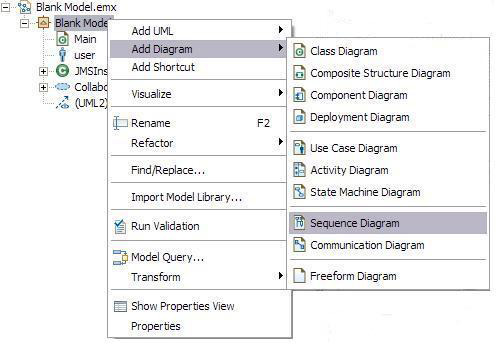 Blank Model.emx
Blank Mode
Main
user
JMSIns
Collabo
(UML2)
Add UML
Add Diagram
Add Shortcut
Visualize
Rename F2
Refactor
Find/Replace...
Import Model Library...
Run Validation
Model Query...
Transform
Show Properties View
Properties
Class Diagram
Composite Structure Diagram
Component Diagram
Deployment Diagram
Use Case Diagram
Activity Diagram
State Machine Diagram
Sequence Diagram
Communication Diagram
Freeform Diagram